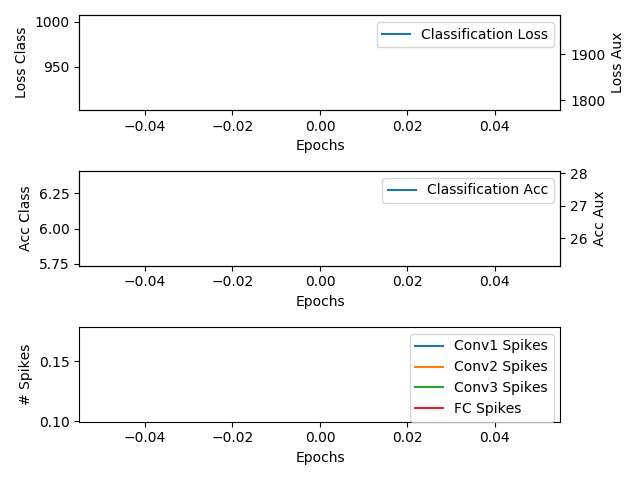 1000
950
Loss Class
Classification Loss
1900
1800
Loss Aux
−0.04 −0.02 0.00 0.02 0.04
Epochs
6.25
6.00
5.75
Acc Class
Classification Acc
28
27
26
Acc Aux
−0.04 −0.02 0.00 0.02 0.04
Epochs
0.15
0.10
# Spikes
Conv1 Spikes
Conv2 Spikes
Conv3 Spikes
FC Spikes
−0.04 −0.02 0.00 0.02 0.04
Epochs